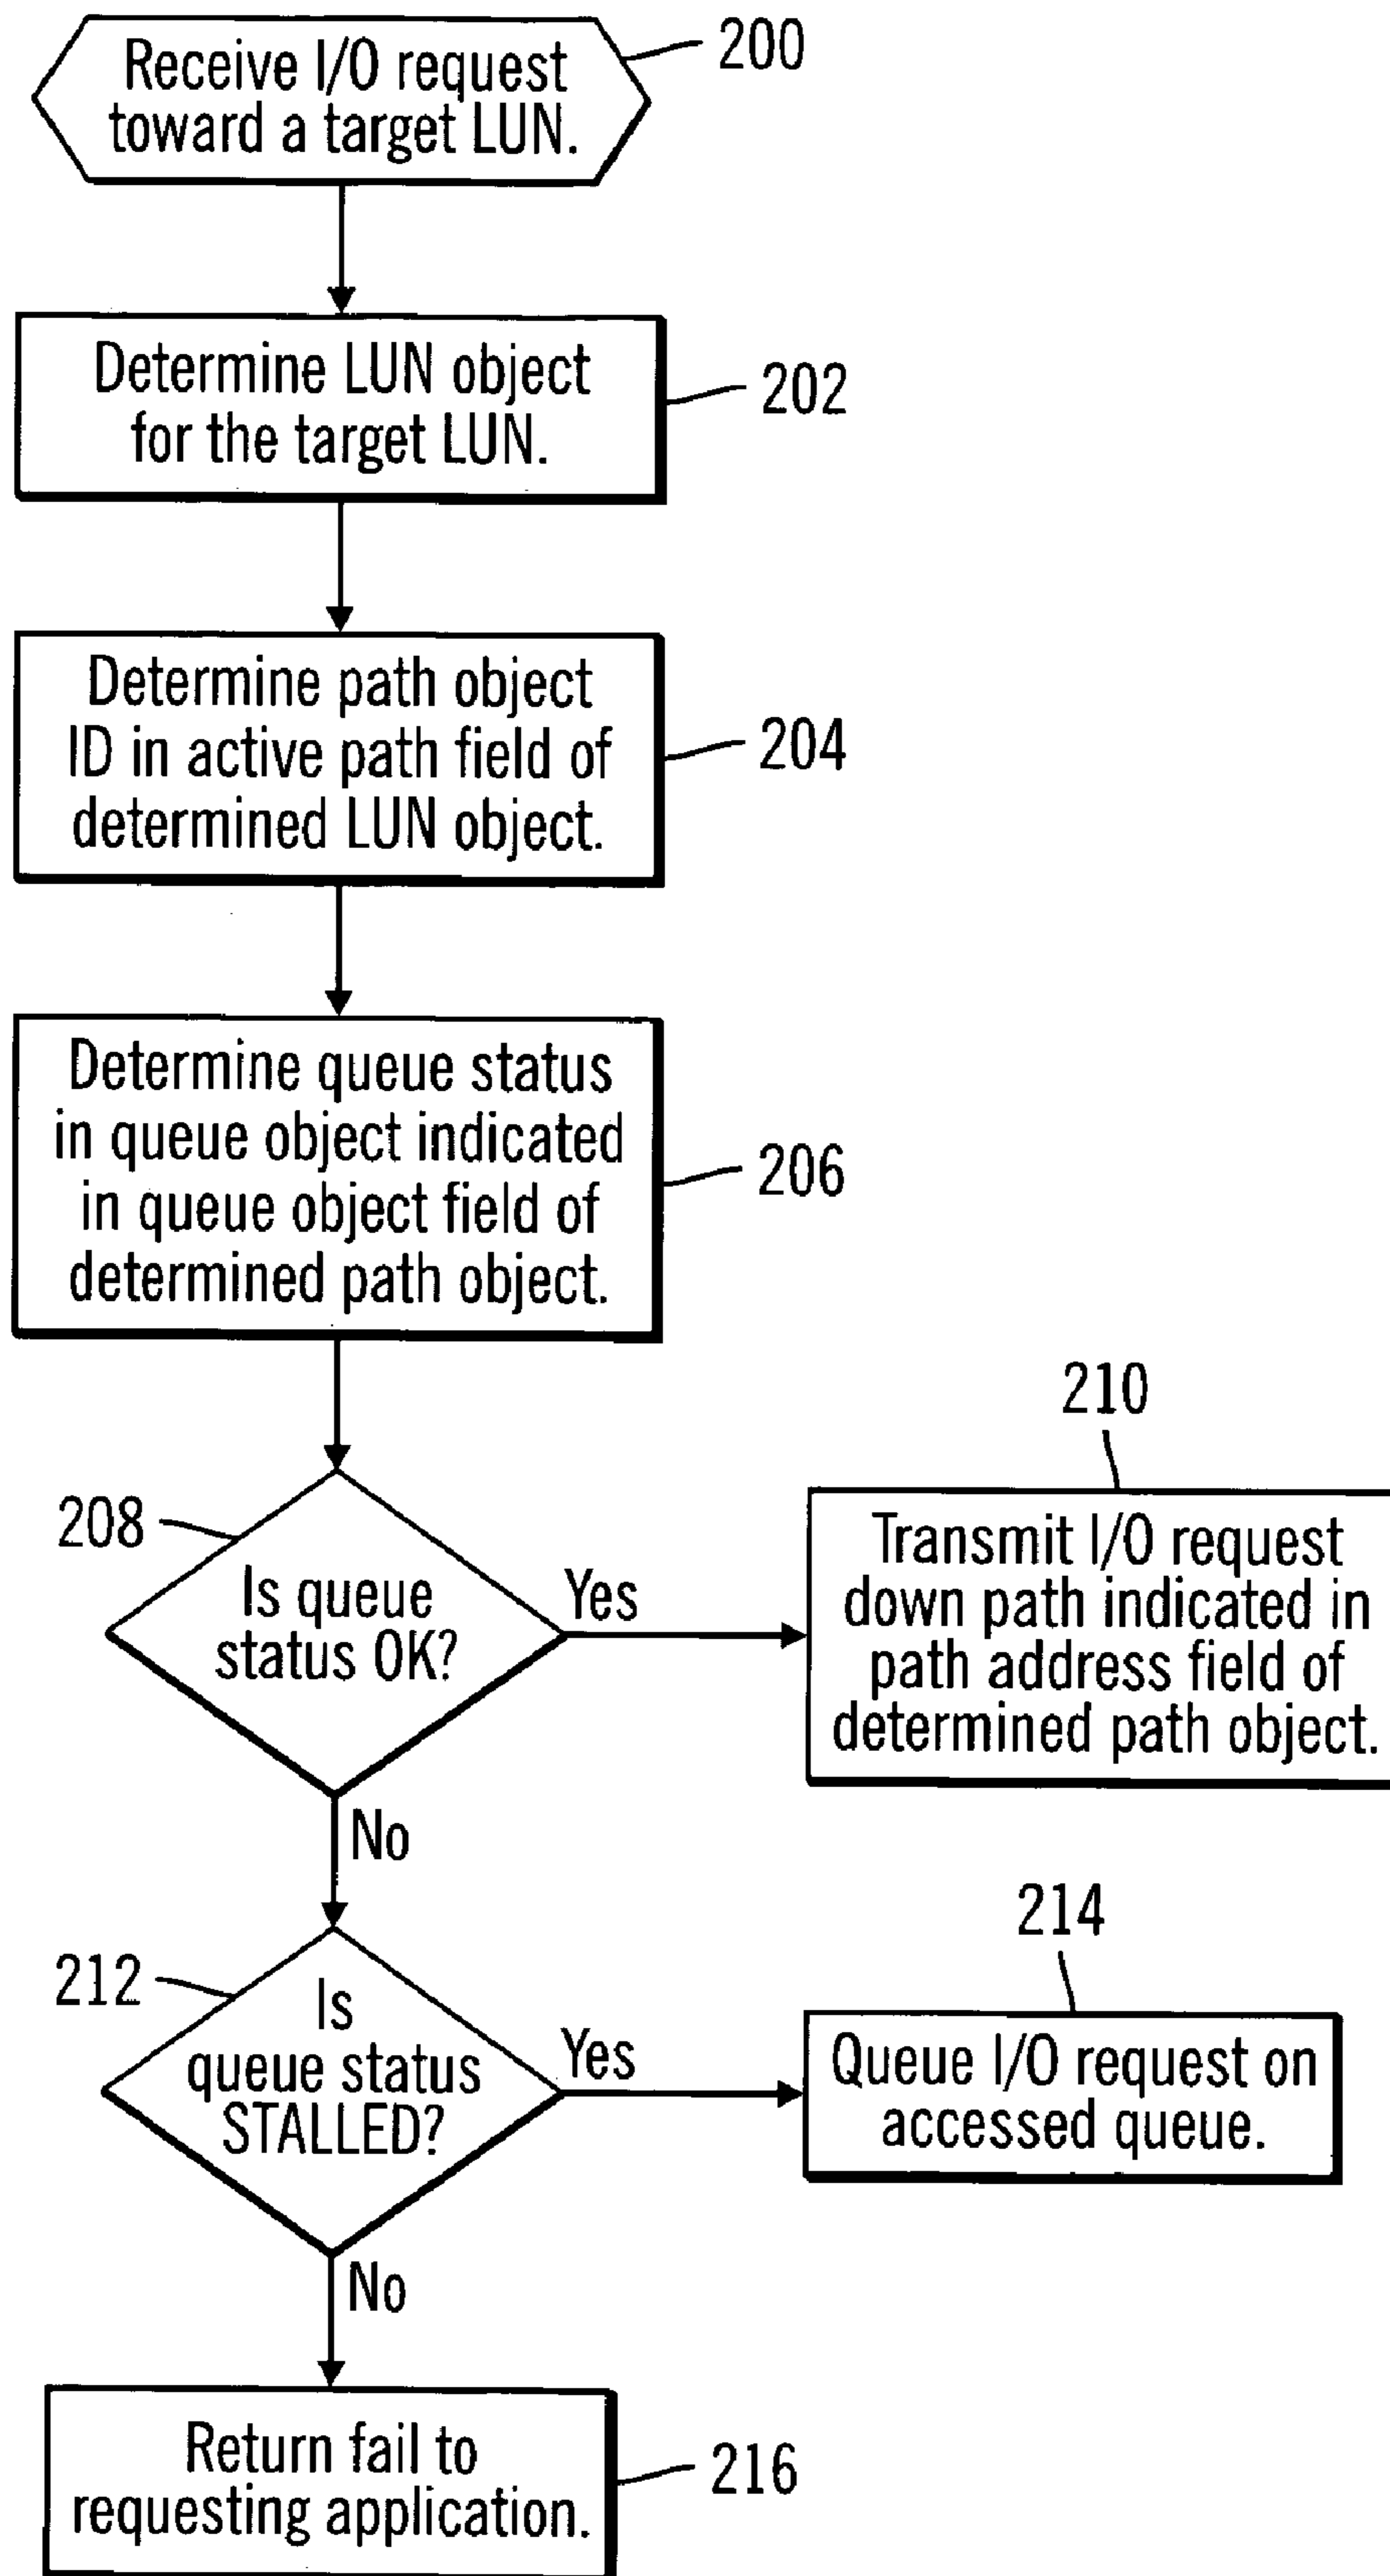 Receive I/O request
toward a target LUN.
200
Determine LUN object
for the target LUN.
202
Determine path object
ID in active path field of
determined LUN object.
204
Determine queue status
in queue object indicated
in queue object field of
determined path object.
206
208
Is queue
status OK?
Yes
210
Transmit I/O request
down path indicated in
path address field of
determined path object.
No
212
Is
queue status
STALLED?
Yes
214
Queue I/O request on
accessed queue.
No
Return fail to
requesting application.
216